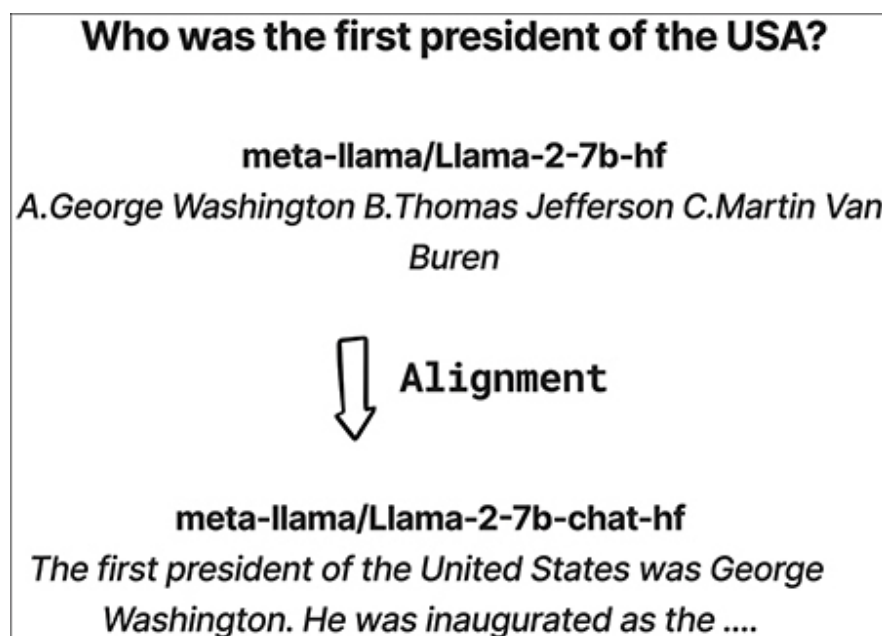 Who was the first president of the USA?
meta-llama/Llama-2-7b-hf
A.George Washington B.Thomas Jefferson C.Martin Van
Buren
Alignment
meta-llama/Llama-2-7b-chat-hf
The first president of the United States was George
Washington. He was inaugurated as the ....